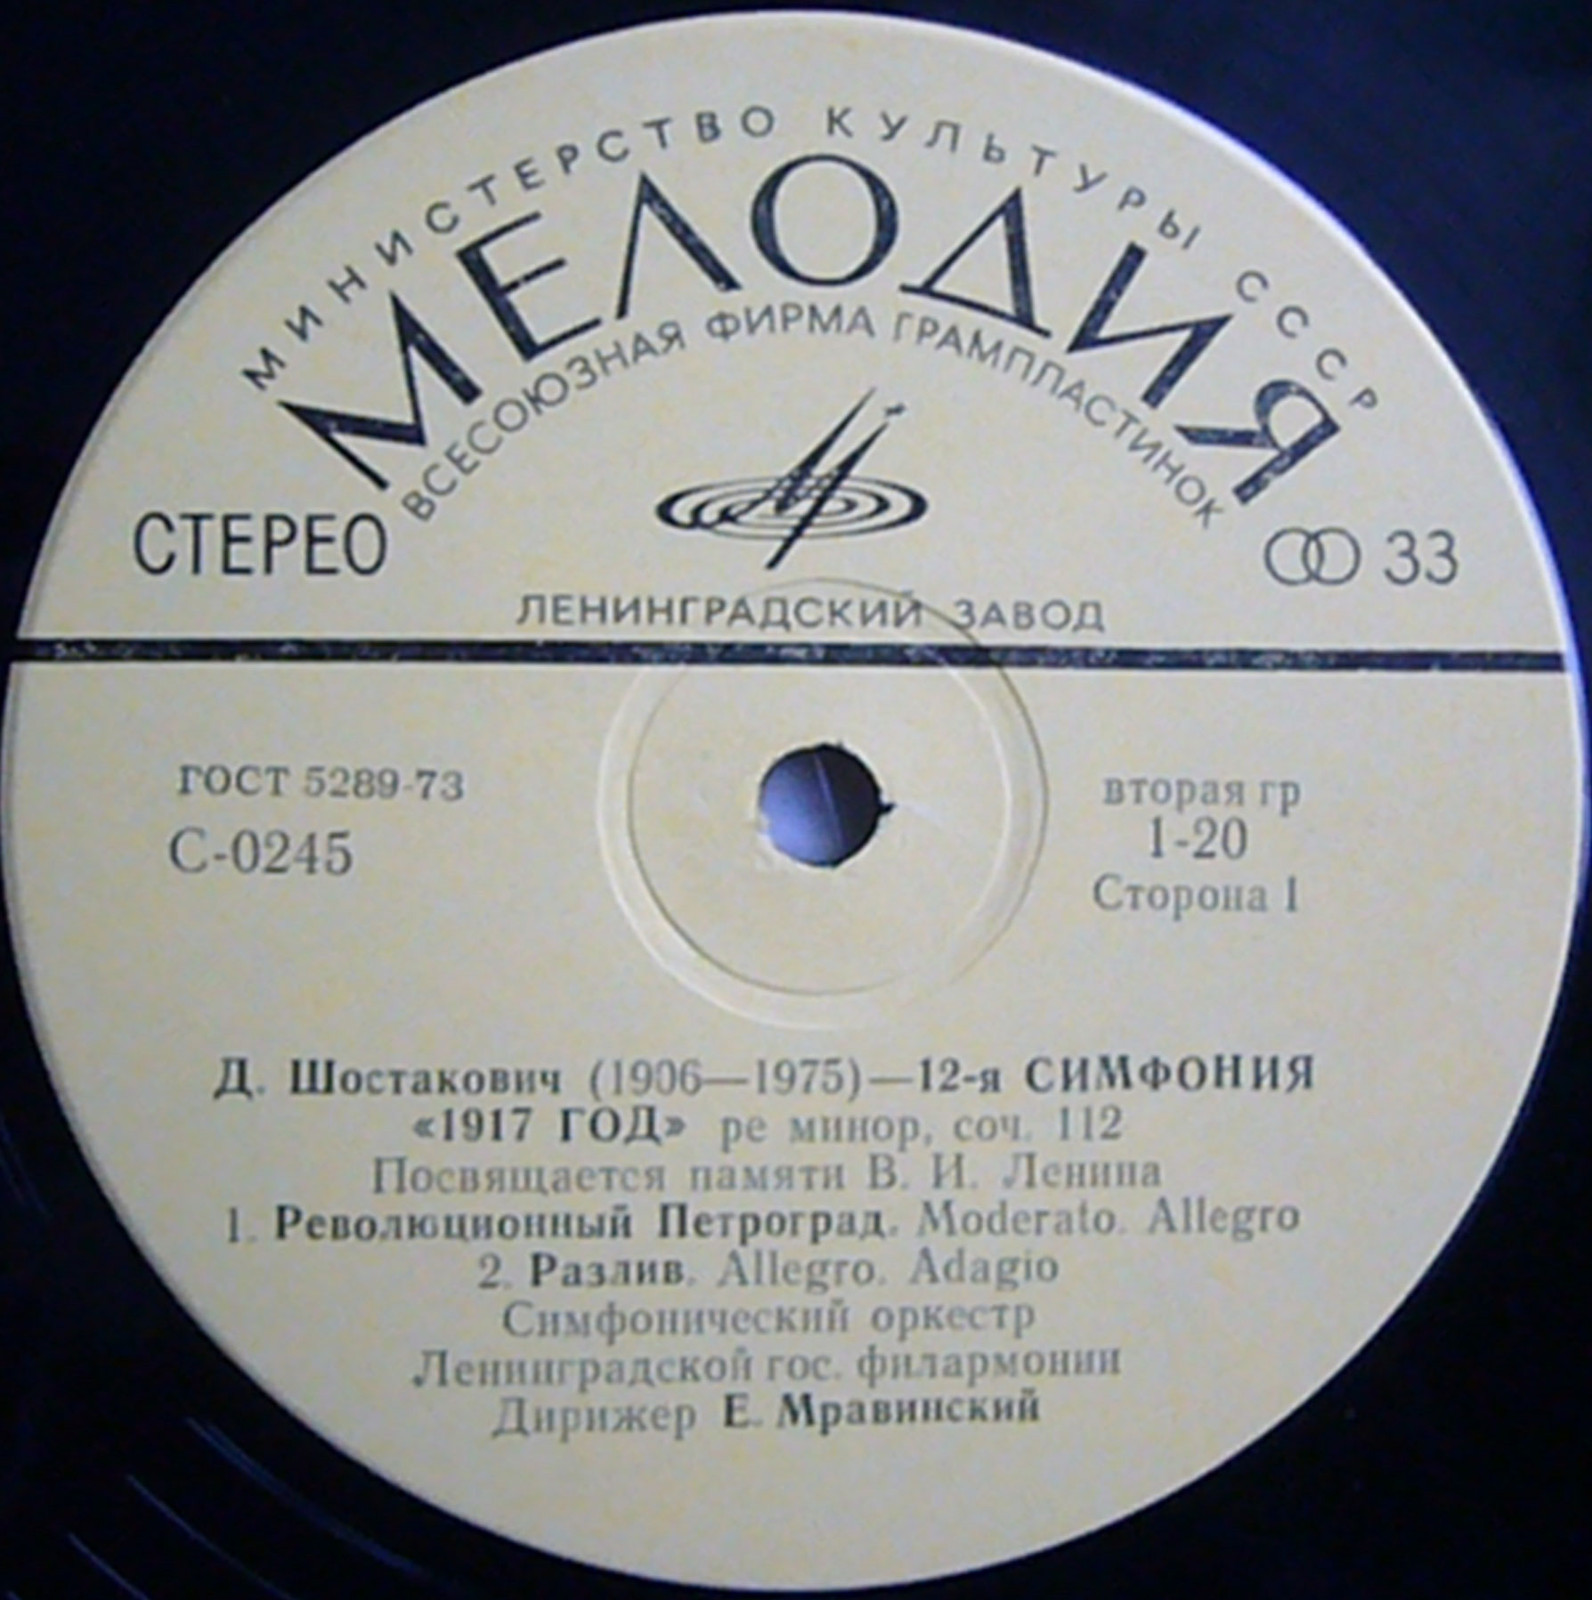 МИНИСТЕРСТВО КУЛЬТУРЫ СССР
МЕЛОДИЯ
ВСЕСОЮЗНАЯ ФИРМА ГРАМПЛАСТИНОК
СТЕРЕО
33
ЛЕНИНГРАДСКИЙ ЗАВОД
ГОСТ 5289-73
С-0245
вторая гр
1-20
Сторона 1
Д. Шостакович (1906—1975)—12-я СИМФОНИЯ
«1917 ГОД» ре минор, соч. 112
Посвящается памяти В. И. Ленина
1. Революционный Петроград. Moderato. Allegro
2. Разлив. Allegro. Adagio
Симфонический оркестр
Ленинградской гос. филармонии
Дирижер Е. Мравинский